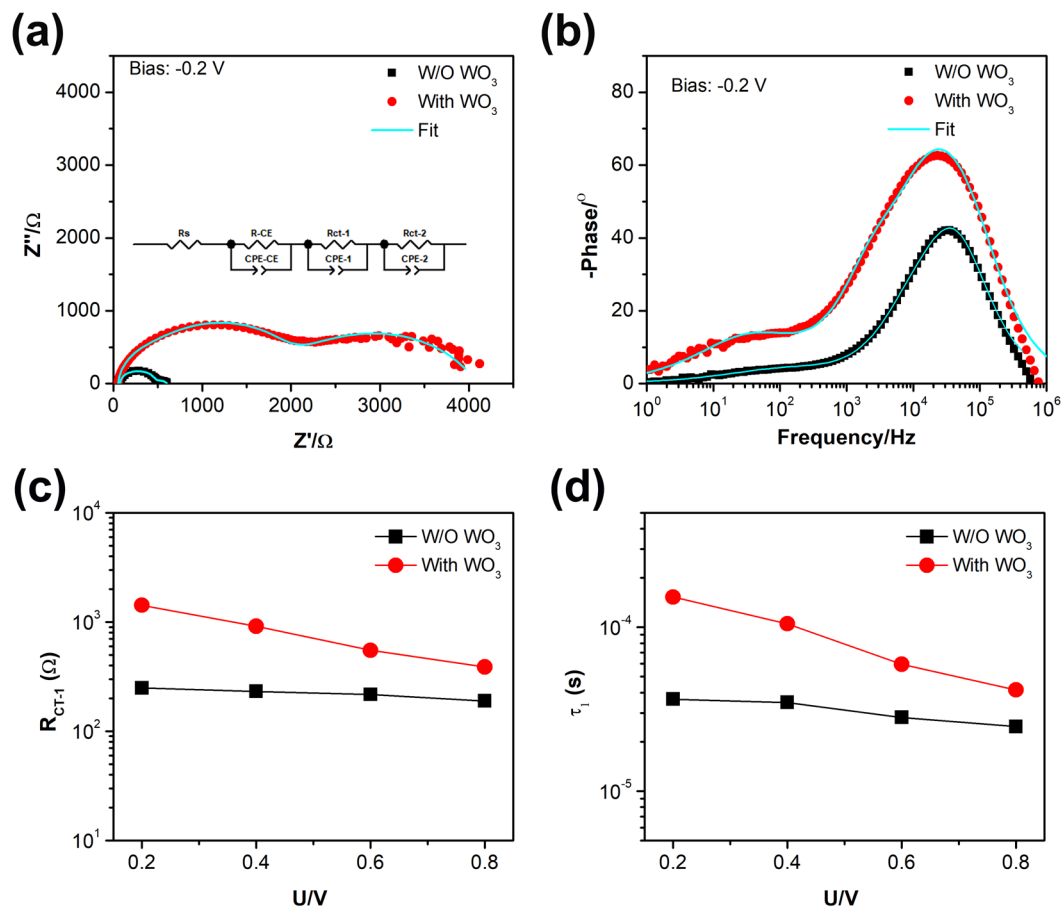 (a)
Bias: -0.2 V
W/O WO3
With WO3
Fit
Rs
R-CE
Rct-1
Rct-2
CPE-CE
CPE-1
CPE-2
Z''/Ω
4000
3000
2000
1000
0
0 1000 2000 3000 4000
Z'/Ω
(b)
Bias: -0.2 V
W/O WO3
With WO3
Fit
-Phase/º
80
60
40
20
0
10^0 10^1 10^2 10^3 10^4 10^5 10^6
Frequency/Hz
(c)
W/O WO3
With WO3
R_CT-1 (Ω)
10^4
10^3
10^2
10^1
0.2 0.4 0.6 0.8
U/V
(d)
W/O WO3
With WO3
τ_1 (s)
10^-4
10^-5
0.2 0.4 0.6 0.8
U/V